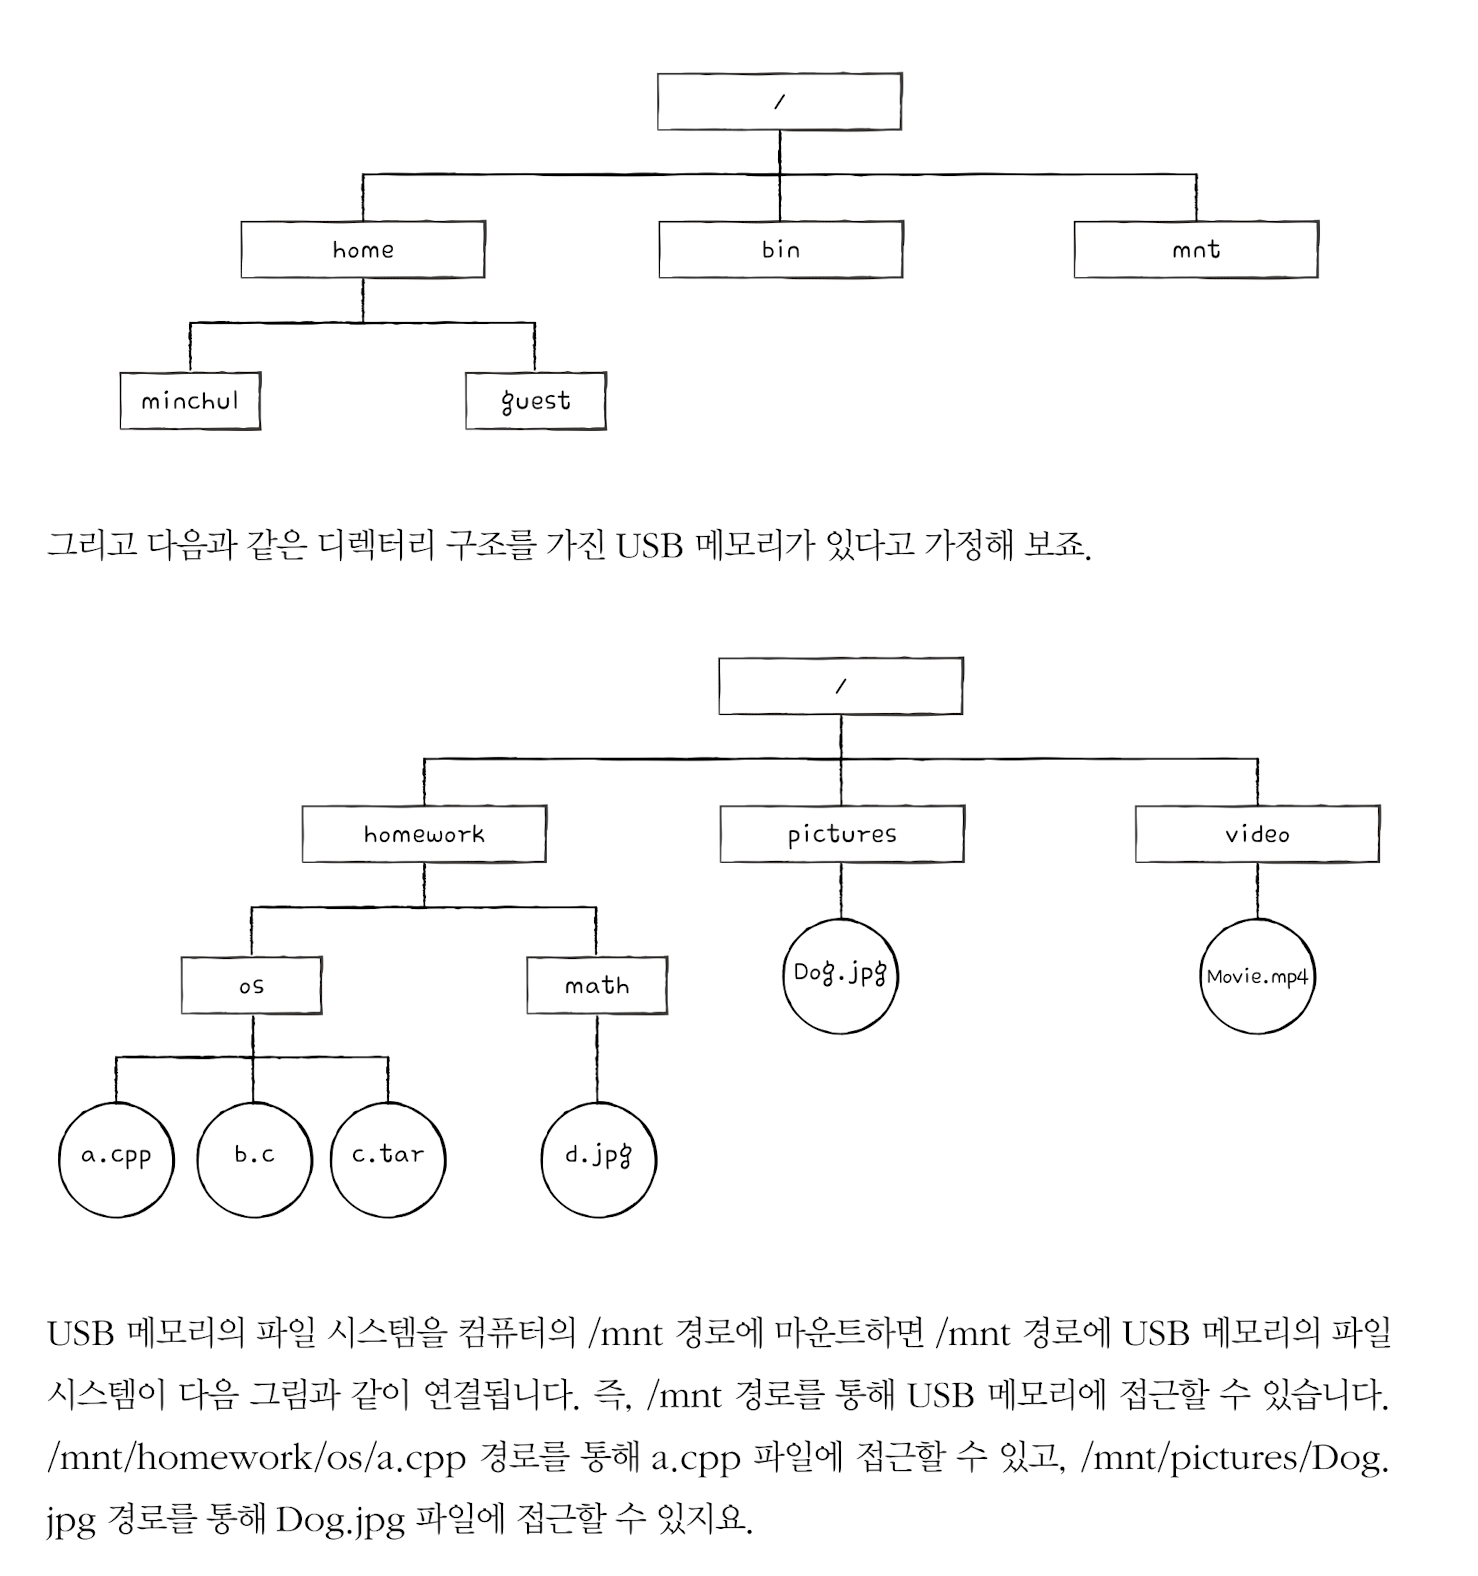 /
home
bin
mnt
minchul
guest
그리고 다음과 같은 디렉터리 구조를 가진 USB 메모리가 있다고 가정해 보죠.
/
homework
pictures
video
os
math
Dog.jpg
Movie.mp4
a.cpp
b.c
c.tar
d.jpg
USB 메모리의 파일 시스템을 컴퓨터의 /mnt 경로에 마운트하면 /mnt 경로에 USB 메모리의 파일
시스템이 다음 그림과 같이 연결됩니다. 즉, /mnt 경로를 통해 USB 메모리에 접근할 수 있습니다.
/mnt/homework/os/a.cpp 경로를 통해 a.cpp 파일에 접근할 수 있고, /mnt/pictures/Dog.
jpg 경로를 통해 Dog.jpg 파일에 접근할 수 있지요.